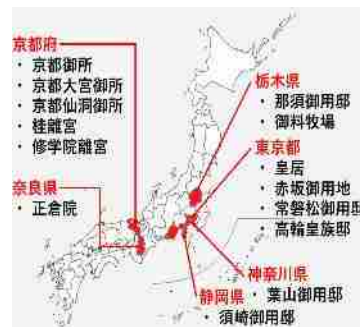 京都府
・ 京都御所
・ 京都大宮御所
・ 京都仙洞御所
・ 桂離宮
・ 修学院離宮
奈良県
・ 正倉院
栃木県
・ 那須御用邸
・ 御料牧場
東京都
・ 皇居
・ 赤坂御用地
・ 常磐松御用邸
・ 高輪皇族邸
神奈川県
・ 葉山御用邸
静岡県
・ 須崎御用邸